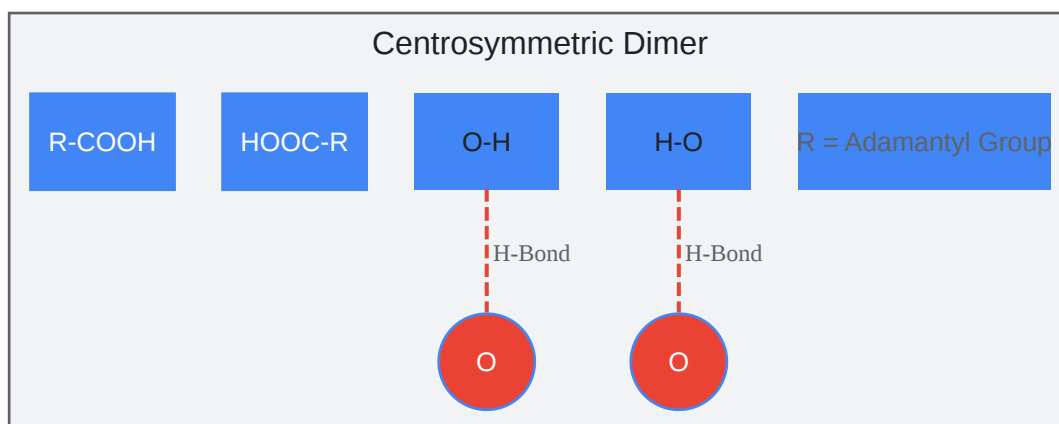 Centrosymmetric Dimer
R-COOH
HOOC-R
O-H
H-O
R = Adamantyl Group
H-Bond
H-Bond
O
O